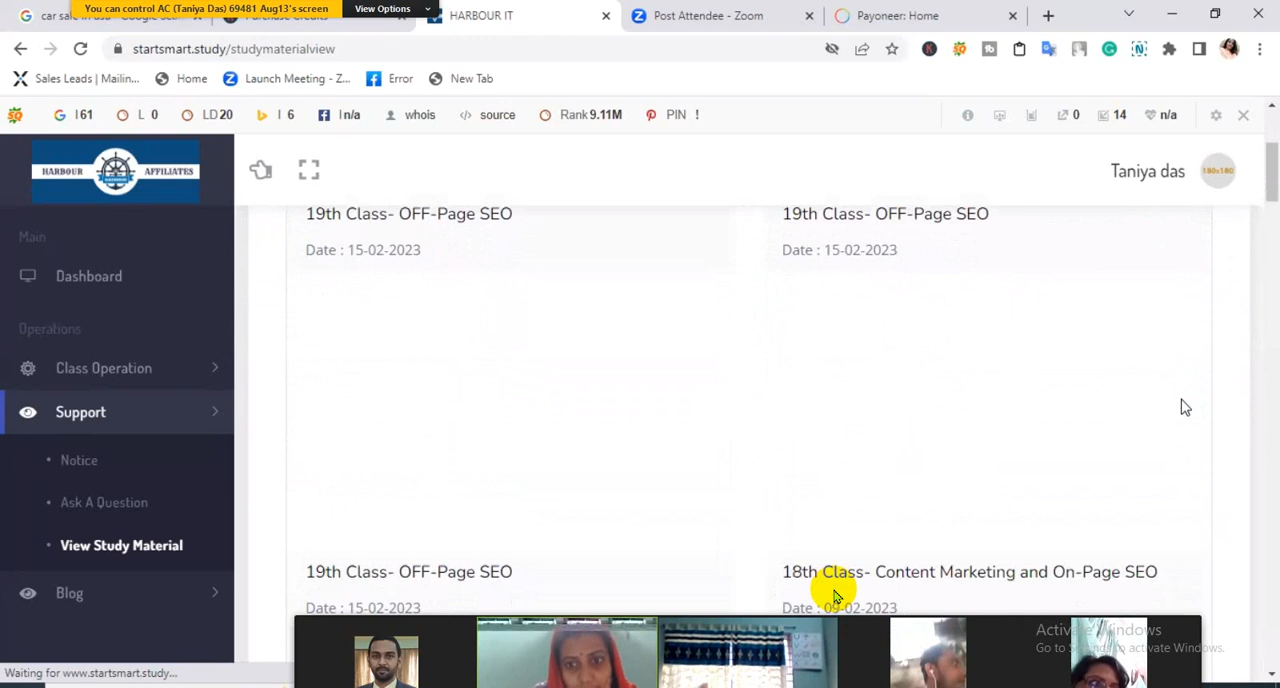 car sale in usa - Google Se
You can control AC (Taniya Das) 69481 Aug13's screen
View Options
HARBOUR IT
Post Attendee - Zoom
Payoneer: Home
startsmart.study/studymaterialview
Sales Leads | Mailin...
Home
Launch Meeting - Z...
Error
New Tab
I 61
L 0
LD 20
I 6
I n/a
whois
source
Rank 9.11M
PIN !
0
14
n/a
HARBOUR AFFILIATES
Taniya das
180x180
19th Class- OFF-Page SEO
19th Class- OFF-Page SEO
Date : 15-02-2023
Date : 15-02-2023
Main
Dashboard
Operations
Class Operation
Support
Notice
Ask A Question
View Study Material
Blog
19th Class- OFF-Page SEO
18th Class- Content Marketing and On-Page SEO
Date : 15-02-2023
Date : 09-02-2023
Activate Windows
Go to Settings to activate Windows.
Waiting for www.startsmart.study...